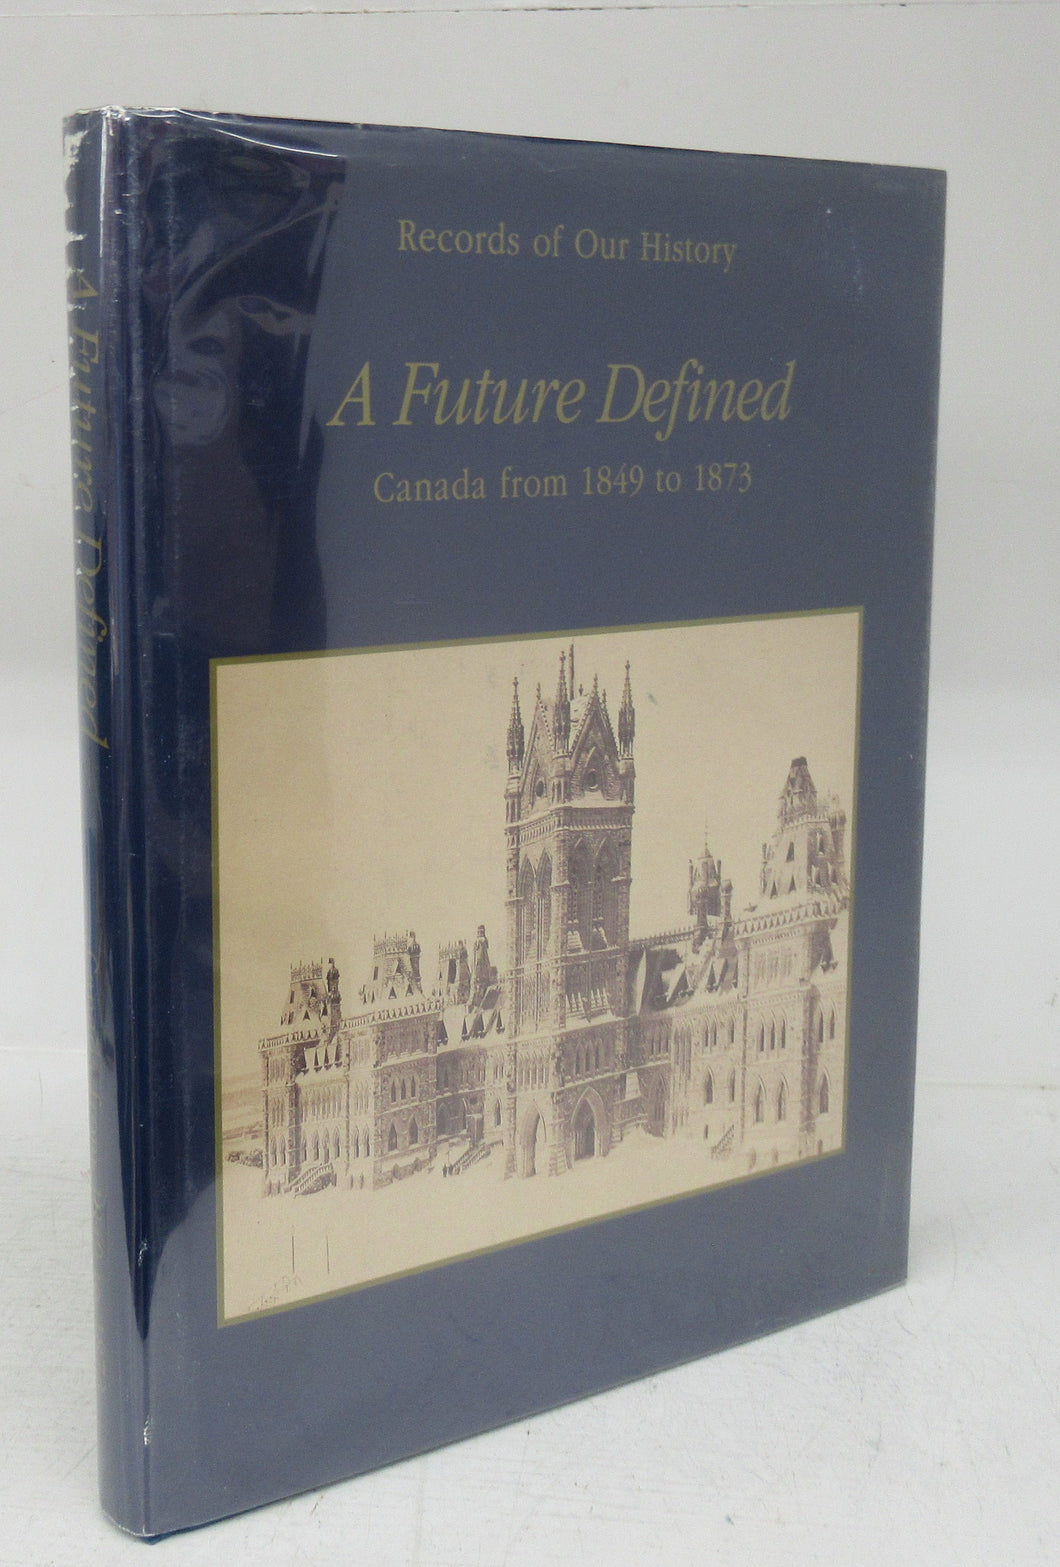 Records of Our History
A Future Defined
Canada from 1849 to 1873
A Future Defined